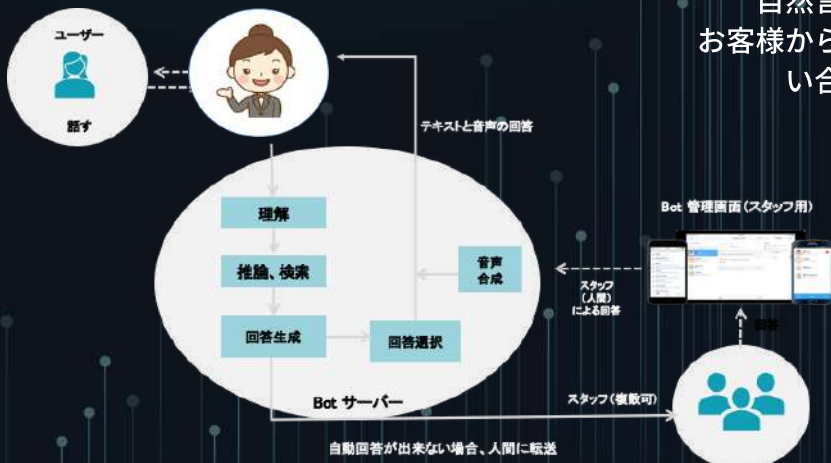 ユーザー
話す
お客様から
い合
テキストと音声の回答
理解
推論、検索
回答生成
回答選択
音声
合成
Bot サーバー
Bot 管理画面(スタッフ用)
スタッフ
(人間)
による回答
回答
スタッフ(複数可)
自動回答が出来ない場合、人間に転送